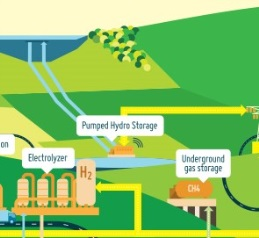 Pumped Hydro Storage
on
Electrolyzer
Underground
gas storage
H2
CH4